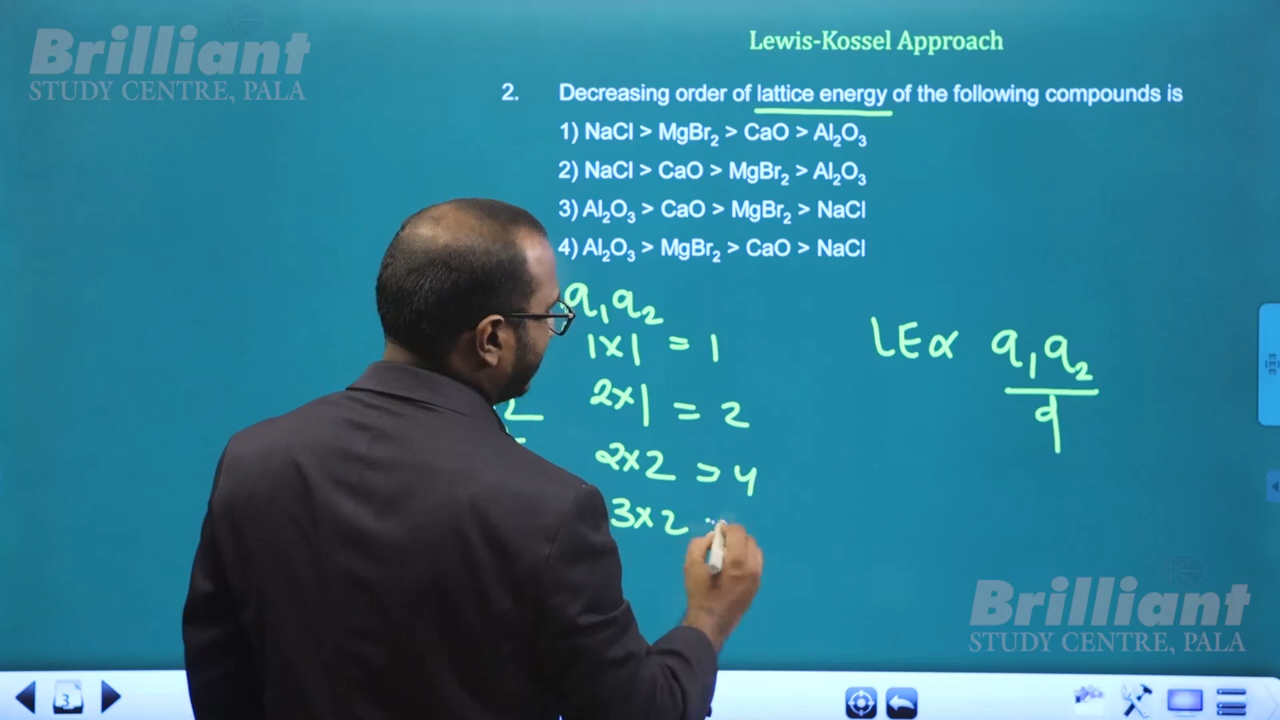 Brilliant
STUDY CENTRE, PALA
Lewis-Kossel Approach
2. Decreasing order of lattice energy of the following compounds is
1) NaCl > MgBr₂ > CaO > Al₂O₃
2) NaCl > CaO > MgBr₂ > Al₂O₃
3) Al₂O₃ > CaO > MgBr₂ > NaCl
4) Al₂O₃ > MgBr₂ > CaO > NaCl
q₁q₂
1×1 = 1
2×1 = 2
2×2 = 4
3×2
LE ∝ q₁q₂
Brilliant
STUDY CENTRE, PALA
3